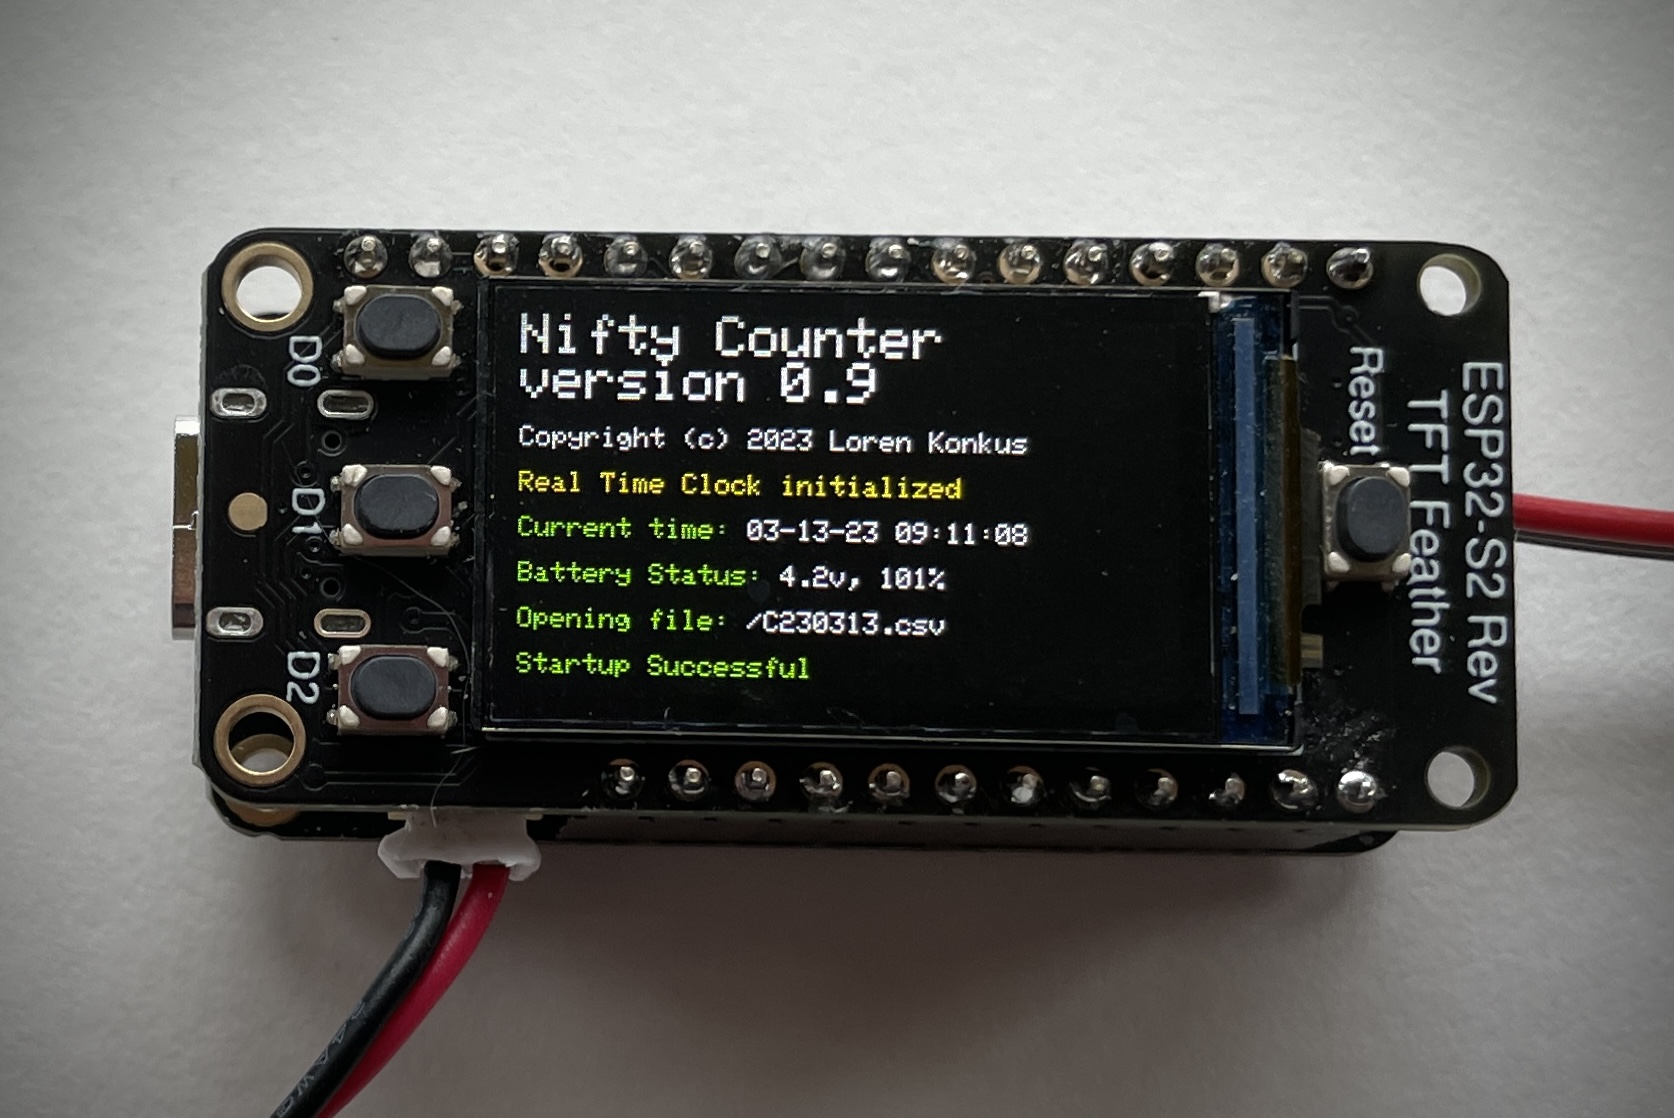 D0
D1
D2
Nifty Counter
version 0.9
Copyright (c) 2023 Loren Konkus
Real Time Clock initialized
Current time: 03-13-23 09:11:08
Battery Status: 4.2v, 101%
Opening file: /C230313.csv
Startup Successful
Reset
ESP32-S2 Rev
TFT Feather